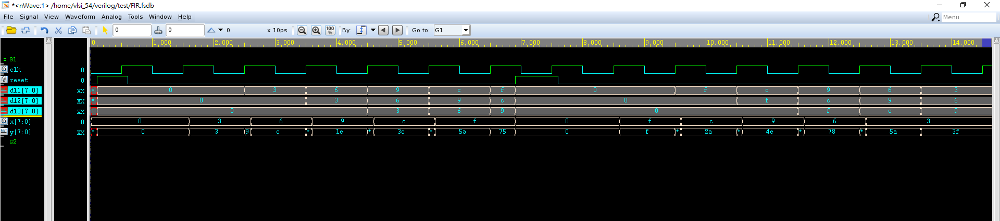 *<nWave:1> /home/vlsi_54/verilog/test/FIR.fsdb
File Signal View Waveform Analog Tools Window Help Menu
0 0 0 x 10ps 100% By: Go to: G1
0 1,000 2,000 3,000 4,000 5,000 6,000 7,000 8,000 9,000 10,000 11,000 12,000 13,000 14,000
= G1
clk 0
reset 0
d11[7:0] xx * 0 3 6 9 c f 0 f c 9 6 3
d12[7:0] xx * 0 3 6 9 c 0 f c 9 6
d13[7:0] xx * 0 3 6 9 0 f c 9
x[7:0] 0 0 3 6 9 c f 0 f c 9 6 3
NET y[7:0] xx * 0 3 9 c * 1e * 3c * 5a 75 0 f * 2a * 4e * 78 * 5a 3f
G2